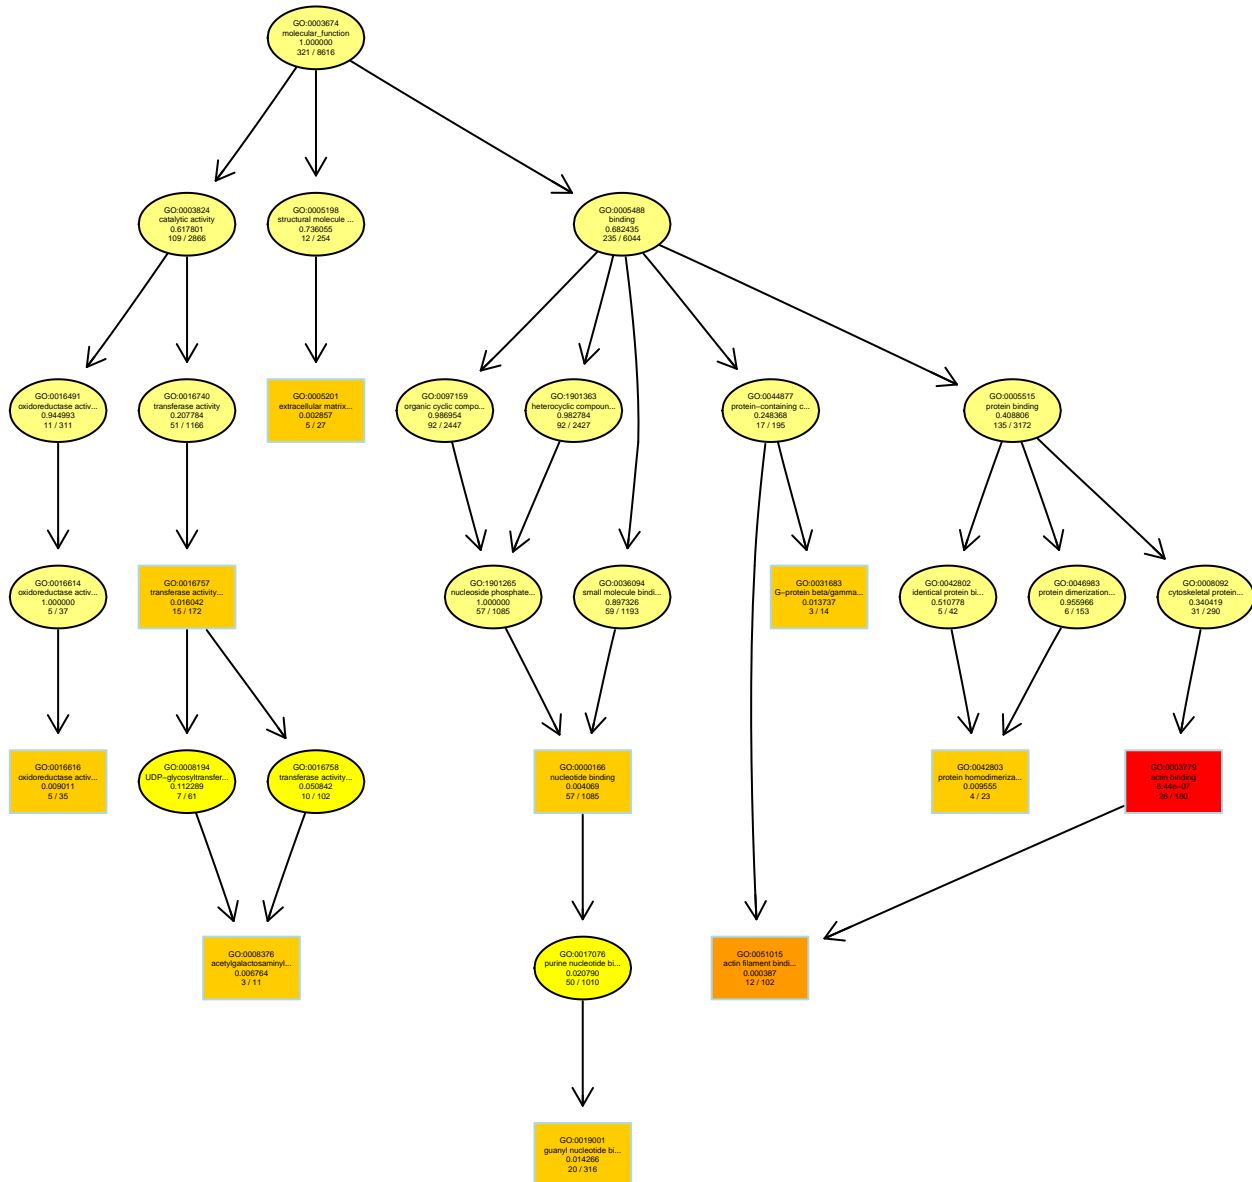 GO:0003674
molecular_function
1.000000
321 / 8616
GO:0003824
catalytic activity
0.617801
109 / 2866
GO:0005198
structural molecule ...
0.736055
12 / 254
GO:0005488
binding
0.682435
235 / 6044
GO:0016491
oxidoreductase activ...
0.944993
11 / 311
GO:0016740
transferase activity
0.207784
51 / 1166
GO:0005201
extracellular matrix...
0.002857
5 / 27
GO:0097159
organic cyclic compo...
0.986954
92 / 2447
GO:1901363
heterocyclic compoun...
0.982784
92 / 2427
GO:0044877
protein−containing c...
0.248368
17 / 195
GO:0005515
protein binding
0.408806
135 / 3172
GO:0016614
oxidoreductase activ...
1.000000
5 / 37
GO:0016757
transferase activity...
0.016042
15 / 172
GO:1901265
nucleoside phosphate...
1.000000
57 / 1085
GO:0036094
small molecule bindi...
0.897326
59 / 1193
GO:0031683
G−protein beta/gamma...
0.013737
3 / 14
GO:0042802
identical protein bi...
0.510778
5 / 42
GO:0046983
protein dimerization...
0.955966
6 / 153
GO:0008092
cytoskeletal protein...
0.340419
31 / 290
GO:0016616
oxidoreductase activ...
0.009011
5 / 35
GO:0008194
UDP−glycosyltransfer...
0.112289
7 / 61
GO:0016758
transferase activity...
0.050842
10 / 102
GO:0000166
nucleotide binding
0.004069
57 / 1085
GO:0042803
protein homodimeriza...
0.009555
4 / 23
GO:0003779
actin binding
6.44e−07
26 / 180
GO:0008376
acetylgalactosaminyl...
0.006764
3 / 11
GO:0017076
purine nucleotide bi...
0.020790
50 / 1010
GO:0051015
actin filament bindi...
0.000387
12 / 102
GO:0019001
guanyl nucleotide bi...
0.014266
20 / 316